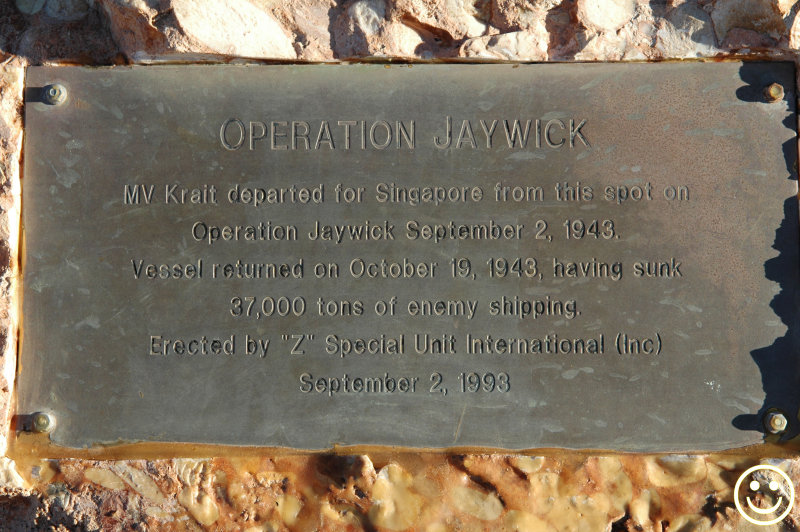 OPERATION JAYWICK
MV Krait departed for Singapore from this spot on
Operation Jaywick September 2, 1943.
Vessel returned on October 19, 1943, having sunk
37,000 tons of enemy shipping.
Erected by "Z" Special Unit International (Inc)
September 2, 1993